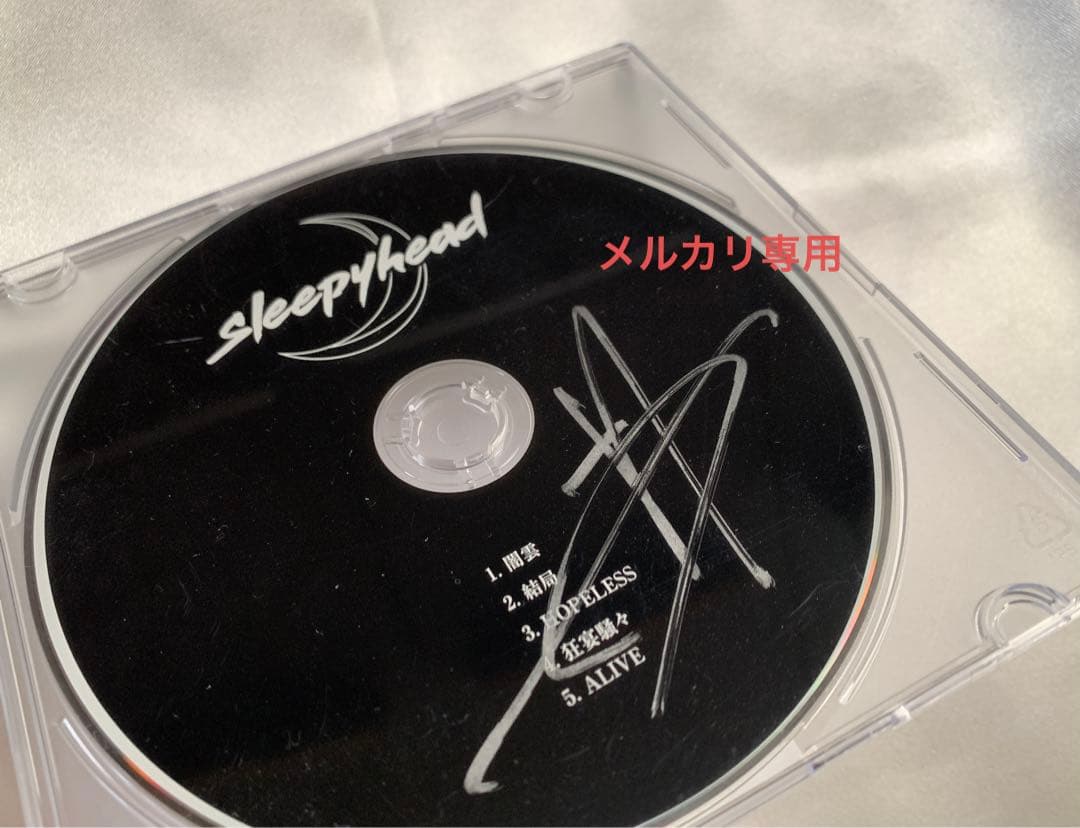 sleepyhead
メルカリ専用
1. 闇雲
2. 結局
3. HOPELESS
4. 狂宴騒々
5. ALIVE